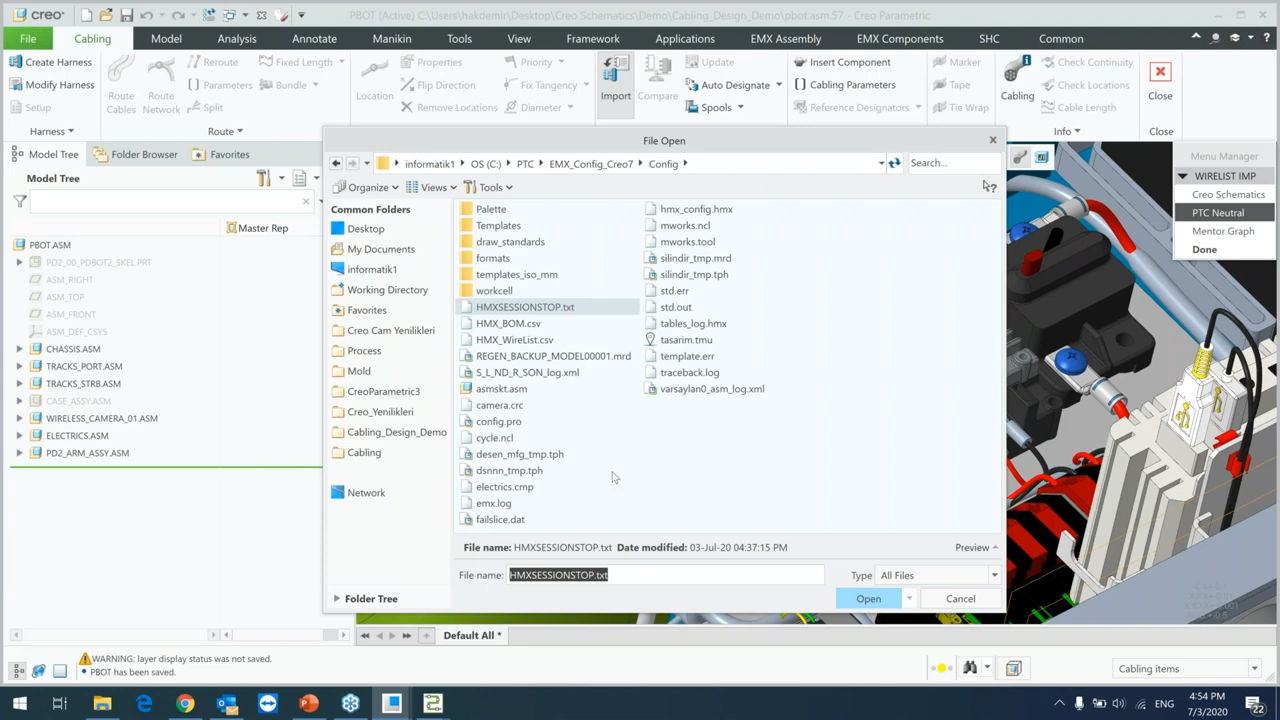 creo PBOT (Active) C:\Users\hakdemir\Desktop\Creo Schematics\Demo\Cabling_Design_Demo\pbot.asm.57 - Creo Parametric
File Cabling Model Analysis Annotate Manikin Tools View Framework Applications EMX Assembly EMX Components SHC Common
Create Harness
Modify Harness
Setup
Harness
Route Cables
Route Network
Reroute
Parameters
Split
Fixed Length
Bundle
Route
Location
Properties
Flip Direction
Remove Locations
Priority
Fix Tangency
Diameter
Import
Compare
Update
Auto Designate
Spools
Insert Component
Cabling Parameters
Reference Designators
Marker
Tape
Tie Wrap
Cabling
Check Continuity
Check Locations
Cable Length
Info
Close
Close
Model Tree
Folder Browser
Favorites
Model Tree
Master Rep
PBOT.ASM
PD2_00_PDBOT2_SKEL.PRT
ASM_RIGHT
ASM_TOP
ASM_FRONT
ASM_DEF_CSYS
CHASSIS.ASM
TRACKS_PORT.ASM
TRACKS_STRB.ASM
CASE_ASSY.ASM
WIRELESS_CAMERA_01.ASM
ELECTRICS.ASM
PD2_ARM_ASSY.ASM
File Open
informatik1 OS (C:) PTC EMX_Config_Creo7 Config
Search...
Organize Views Tools
Common Folders
Desktop
My Documents
informatik1
Working Directory
Favorites
Creo Cam Yenilikleri
Process
Mold
CreoParametric3
Creo_Yenilikleri
Cabling_Design_Demo
Cabling
Network
Folder Tree
Palette
Templates
draw_standards
formats
templates_iso_mm
workcell
HMXSESSIONSTOP.txt
HMX_BOM.csv
HMX_WireList.csv
REGEN_BACKUP_MODEL00001.mrd
S_L_ND_R_SON_log.xml
asmskt.asm
camera.crc
config.pro
cycle.ncl
desen_mfg_tmp.tph
dsnnn_tmp.tph
electrics.cmp
emx.log
failslice.dat
hmx_config.hmx
mworks.ncl
mworks.tool
silindir_tmp.mrd
silindir_tmp.tph
std.err
std.out
tables_log.hmx
tasarim.tmu
template.err
traceback.log
varsaylan0_asm_log.xml
File name: HMXSESSIONSTOP.txt Date modified: 03-Jul-20 04:37:15 PM
Preview
File name: HMXSESSIONSTOP.txt
Type All Files
Open
Cancel
Menu Manager
WIRELIST IMP
Creo Schematics
PTC Neutral
Mentor Graph
Done
Default All *
WARNING: layer display status was not saved.
PBOT has been saved.
Cabling items
ENG
4:54 PM
7/3/2020
22